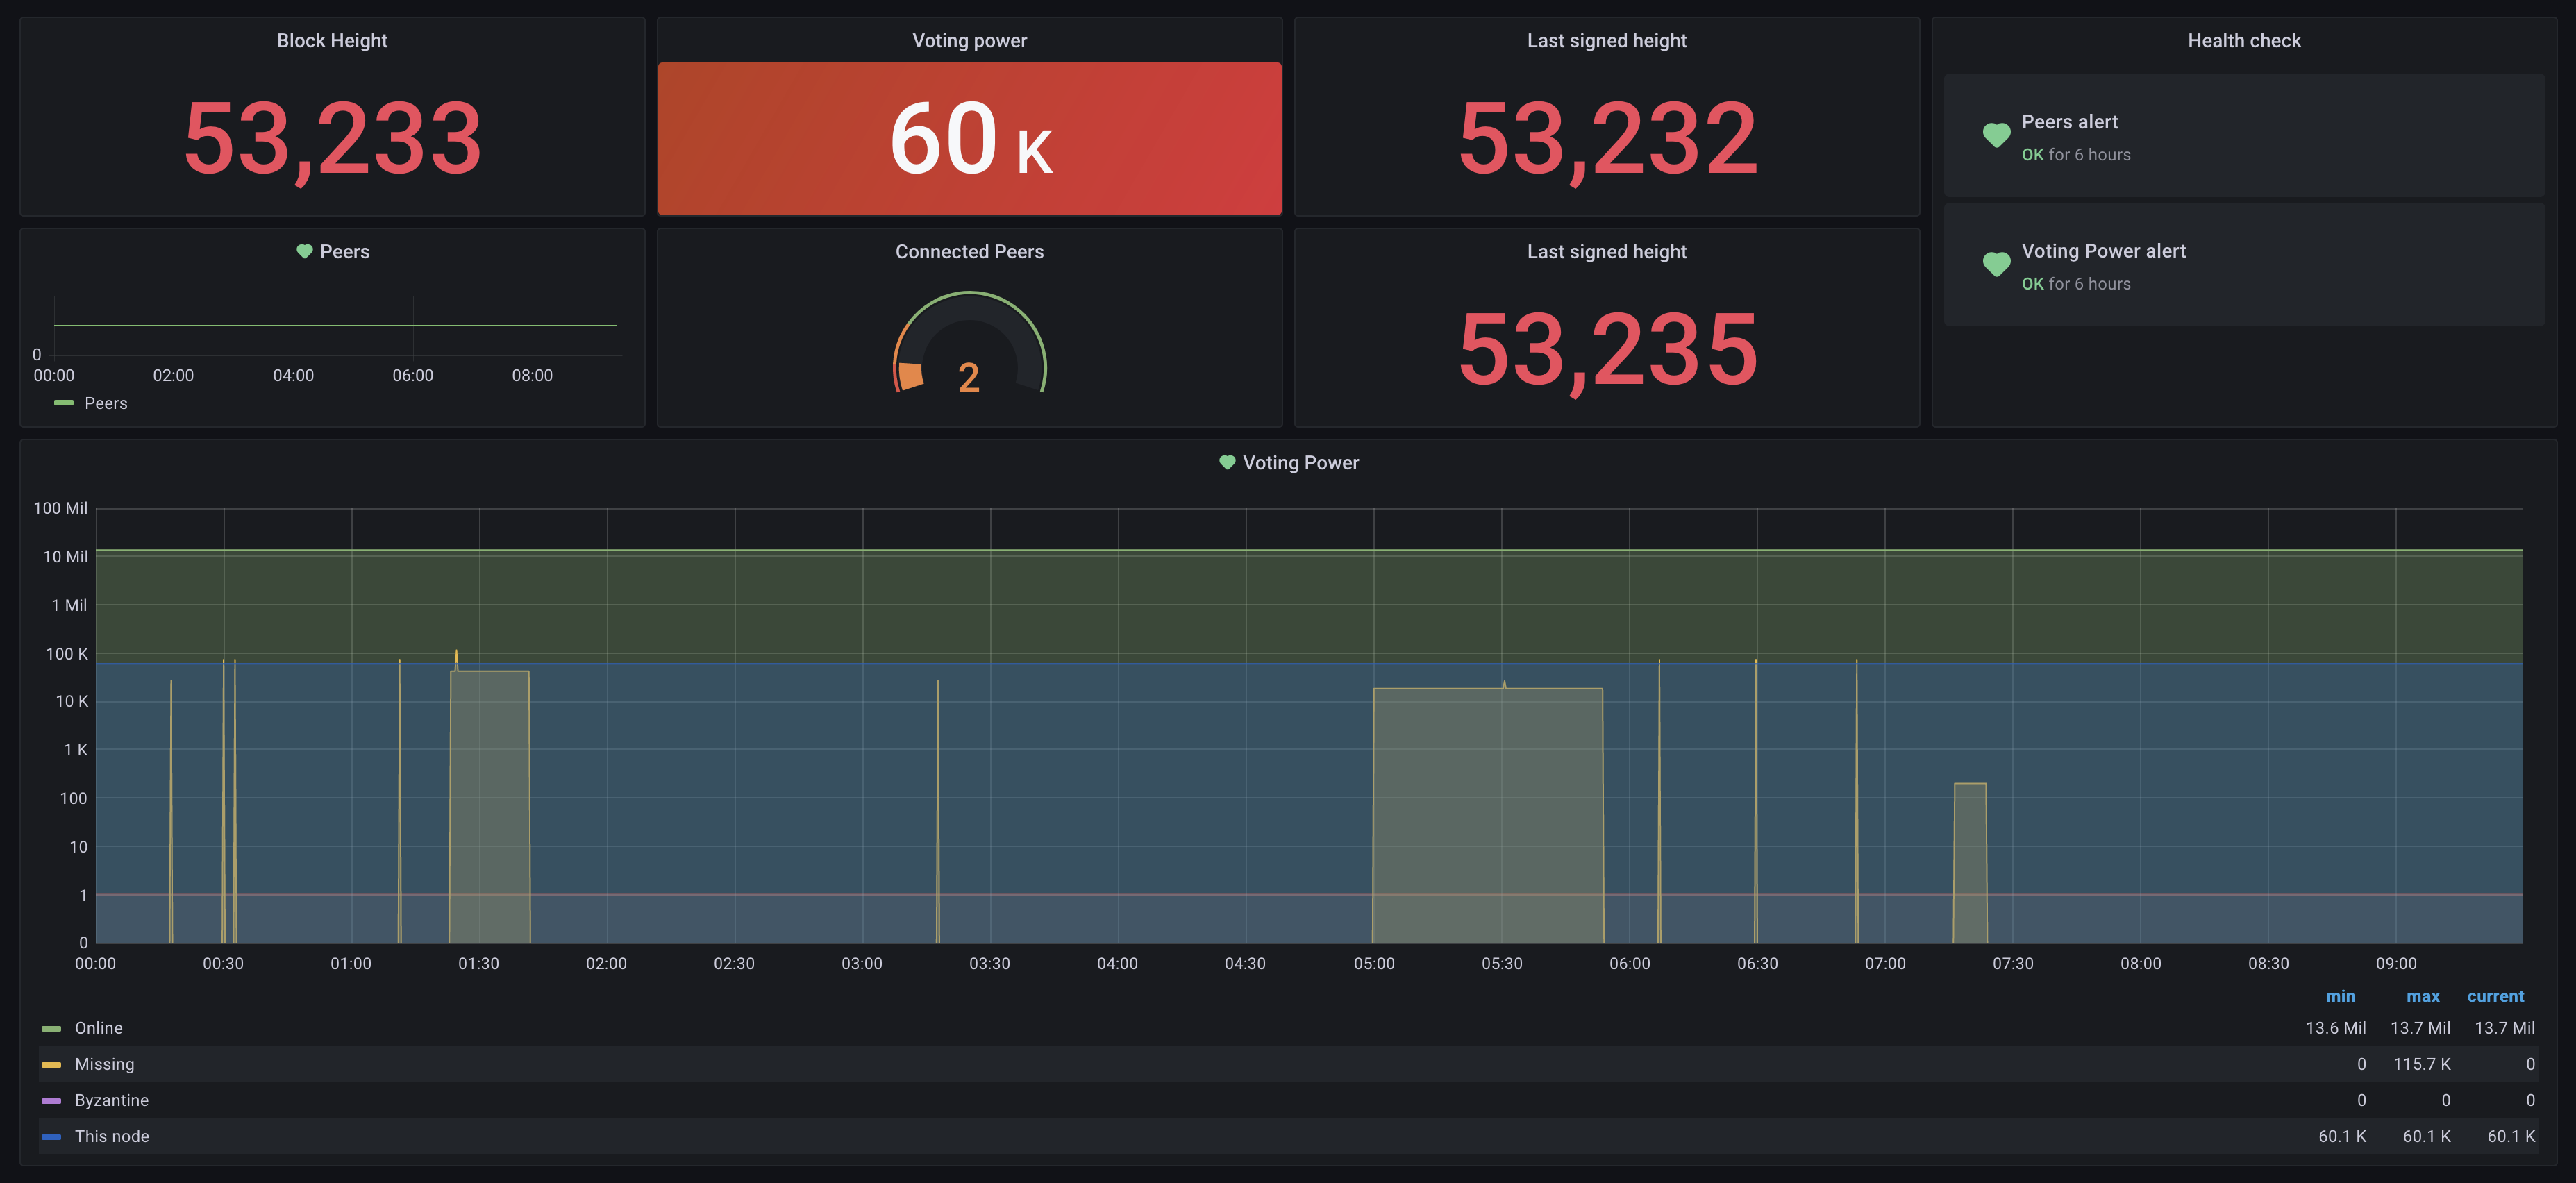 Block Height
53,233
Voting power
60 K
Last signed height
53,232
Health check
Peers alert
OK for 6 hours
Voting Power alert
OK for 6 hours
Peers
0
00:00 02:00 04:00 06:00 08:00
Peers
Connected Peers
2
Last signed height
53,235
Voting Power
100 Mil
10 Mil
1 Mil
100 K
10 K
1 K
100
10
1
0
00:00 00:30 01:00 01:30 02:00 02:30 03:00 03:30 04:00 04:30 05:00 05:30 06:00 06:30 07:00 07:30 08:00 08:30 09:00
min max current
Online 13.6 Mil 13.7 Mil 13.7 Mil
Missing 0 115.7 K 0
Byzantine 0 0 0
This node 60.1 K 60.1 K 60.1 K